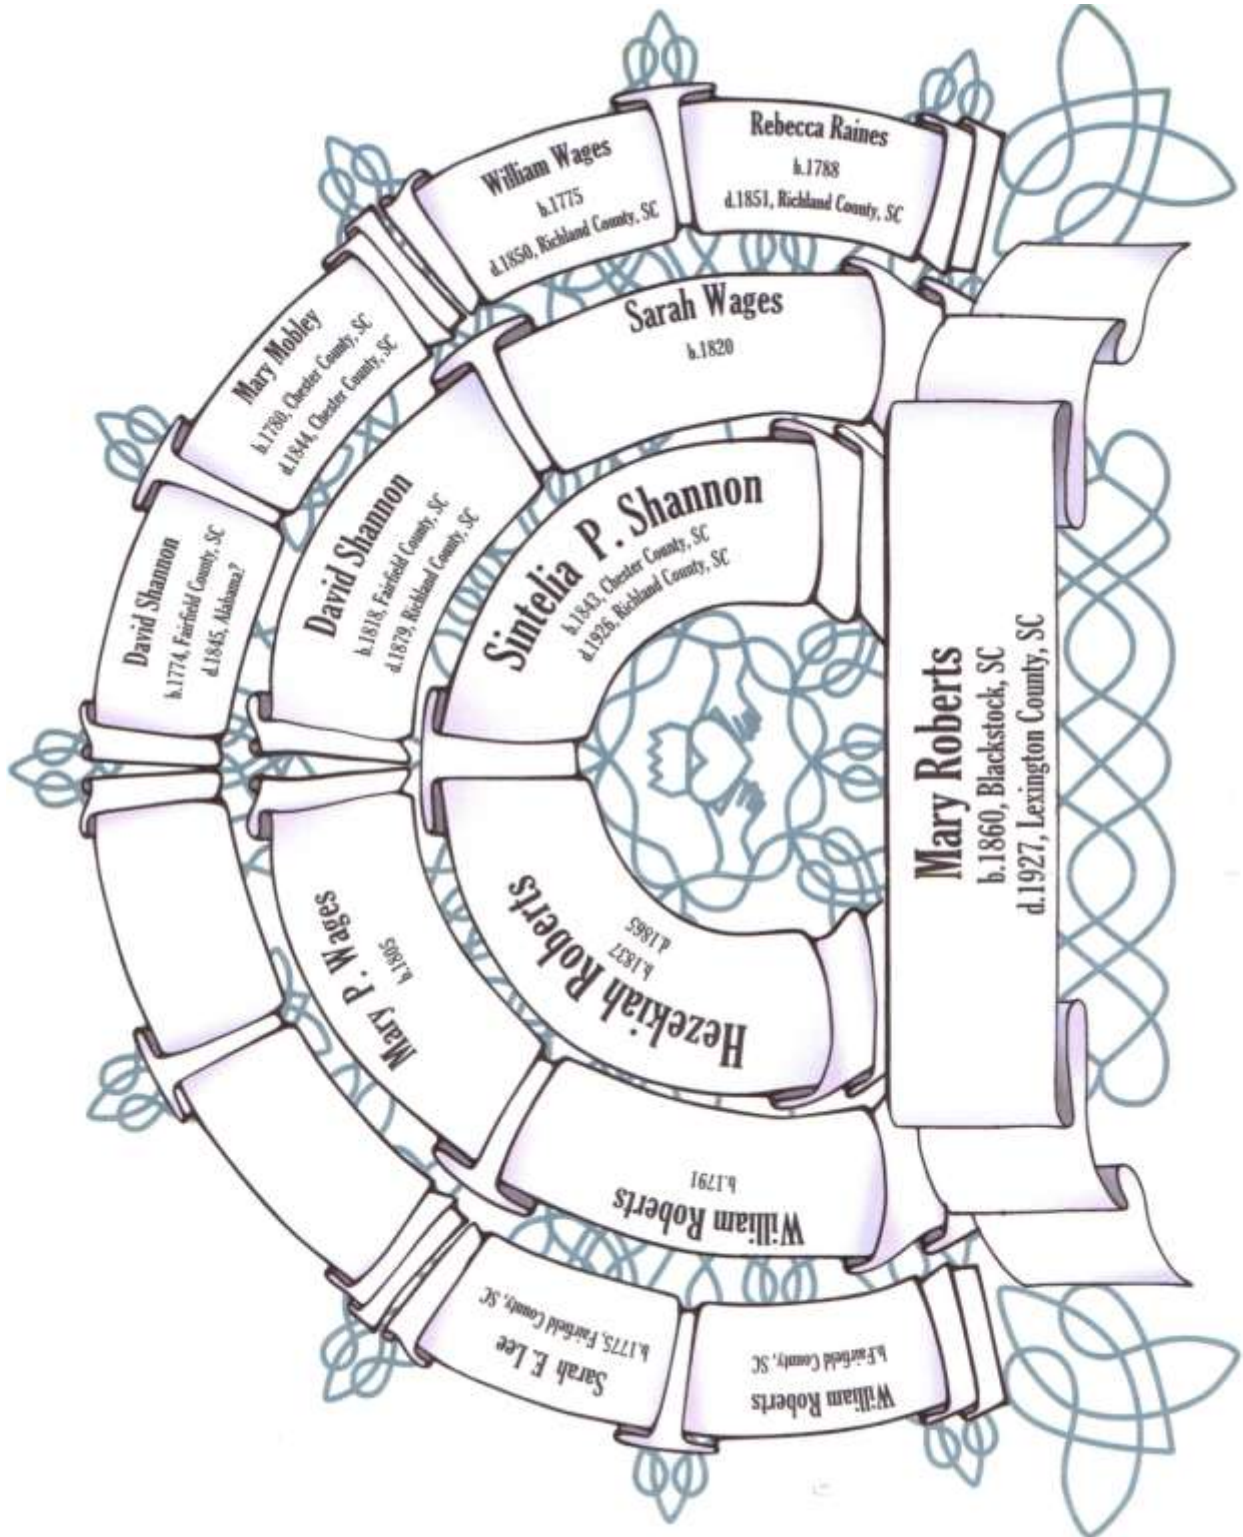 William Roberts
b.Fairfield County, SC
Sarah E. Lee
b.1775, Fairfield County, SC
David Shannon
b.1774, Fairfield County, SC
d.1845, Alabama?
Mary Mobley
b.1780, Chester County, SC
d.1844, Chester County, SC
William Wages
b.1775
d.1850, Richland County, SC
Rebecca Raines
b.1788
d.1851, Richland County, SC
William Roberts
b.1791
Mary P. Wages
b.1805
David Shannon
b.1818, Fairfield County, SC
d.1879, Richland County, SC
Sarah Wages
b.1820
Hezekiah Roberts
b.1837
d.1865
Sintelia P. Shannon
b.1843, Chester County, SC
d.1926, Richland County, SC
Mary Roberts
b.1860, Blackstock, SC
d.1927, Lexington County, SC